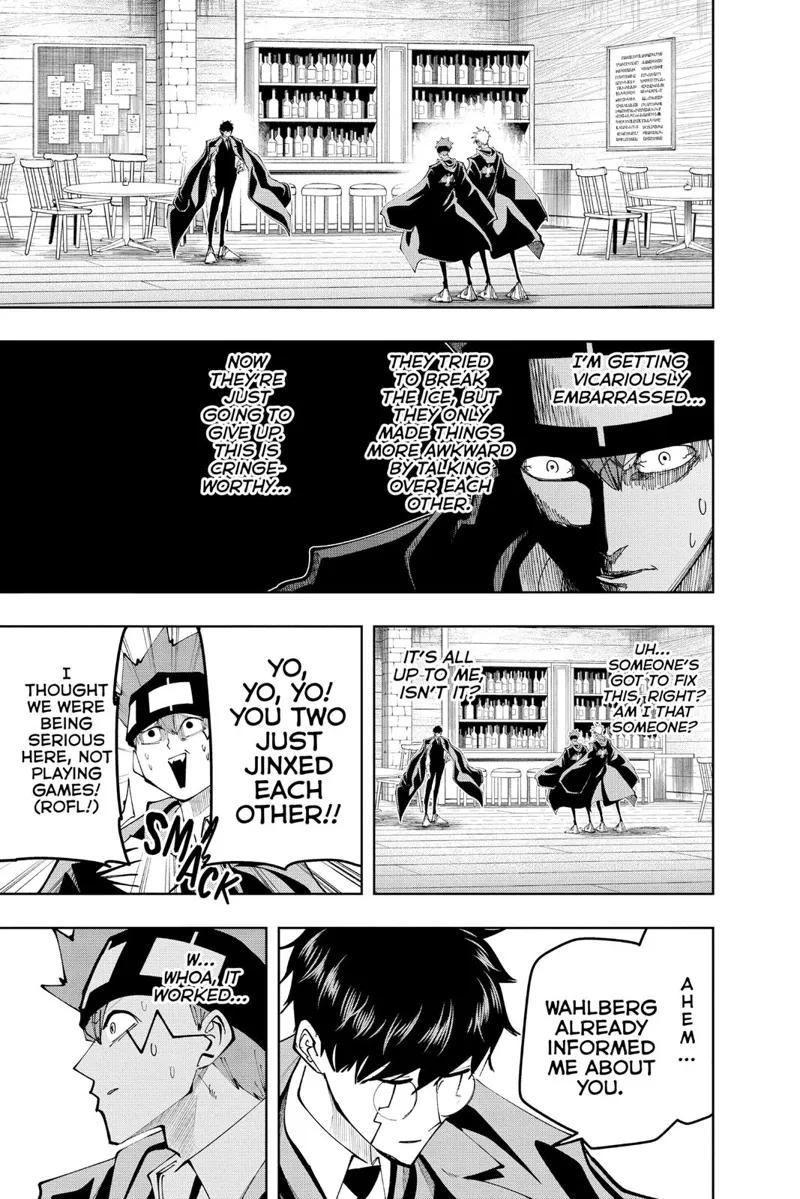 I'M GETTING
VICARIOUSLY
EMBARRASSED...
THEY TRIED
TO BREAK
THE ICE, BUT
THEY ONLY
MADE THINGS
MORE AWKWARD
BY TALKING
OVER EACH
OTHER.
NOW
THEY'RE
JUST
GOING TO
GIVE UP.
THIS IS
CRINGE-
WORTHY...
UH...
SOMEONE'S
GOT TO FIX
THIS, RIGHT?
AM I THAT
SOMEONE?
IT'S ALL
UP TO ME,
ISN'T IT?
YO,
YO, YO!
YOU TWO
JUST
JINXED
EACH
OTHER!!
I
THOUGHT
WE WERE
BEING
SERIOUS
HERE, NOT
PLAYING
GAMES!
(ROFL!)
SMACK
AHEM...
WAHLBERG
ALREADY
INFORMED
ME ABOUT
YOU.
W...
WHOA, IT
WORKED...